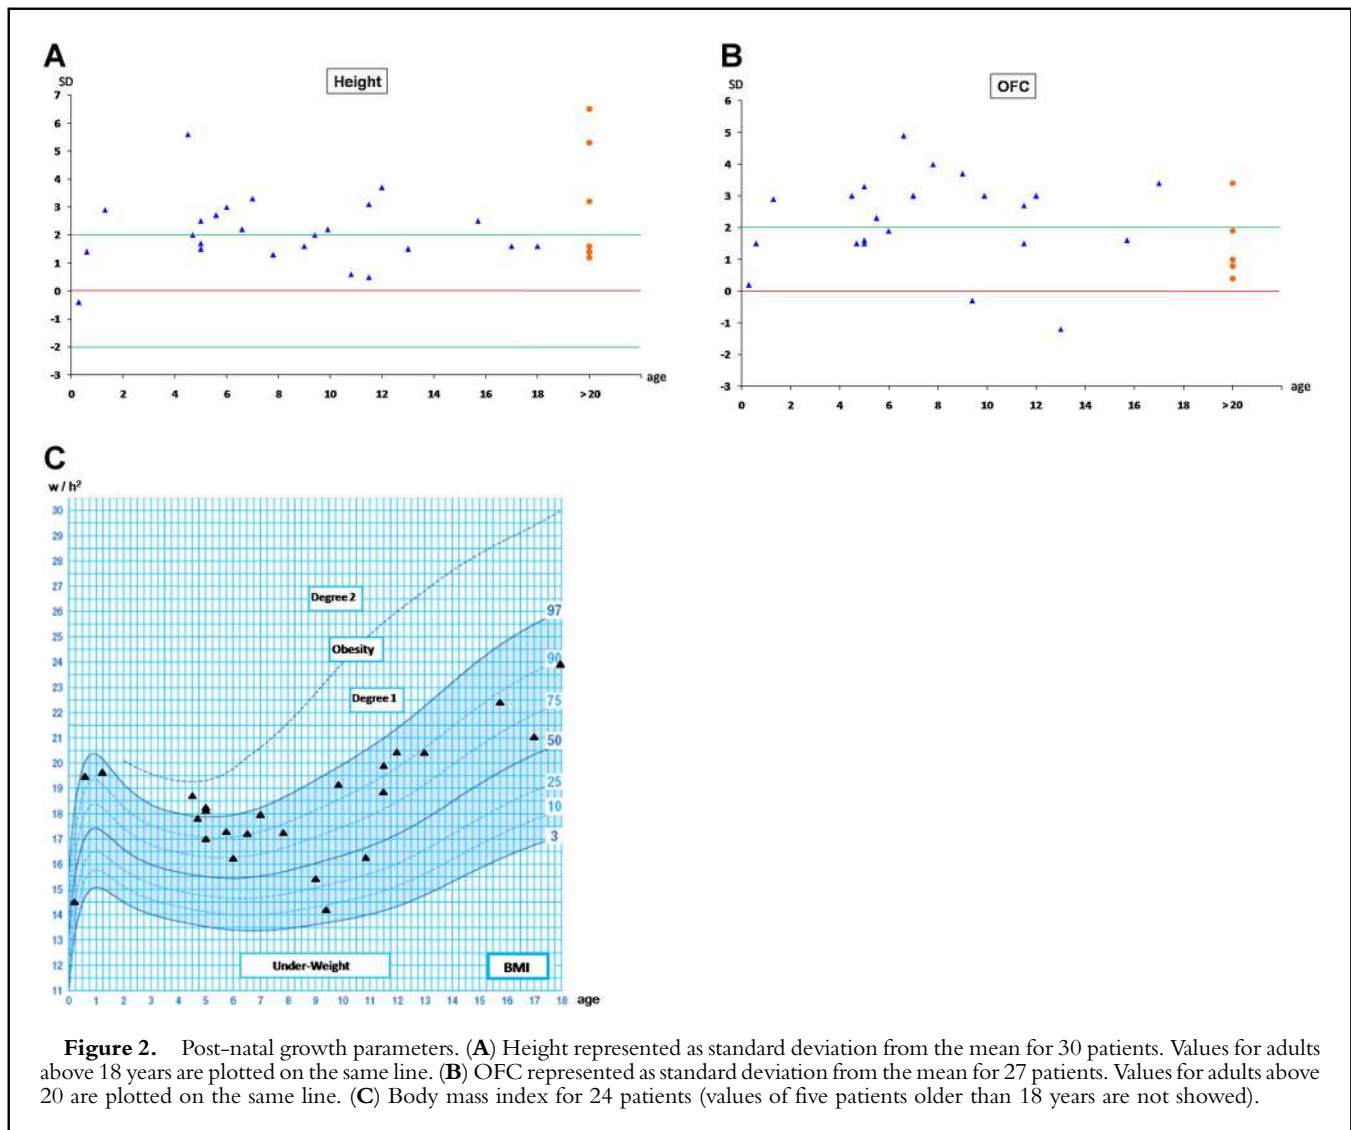 A
SD
Height
7
6
5
4
3
2
1
0
-1
-2
-3
0 2 4 6 8 10 12 14 16 18 >20
age
B
SD
OFC
6
5
4
3
2
1
0
-1
-2
-3
0 2 4 6 8 10 12 14 16 18 >20
age
C
w / h²
30
29
28
27
26
25
24
23
22
21
20
19
18
17
16
15
14
13
12
11
Degree 2
Obesity
Degree 1
97
90
75
50
25
10
3
Under-Weight
BMI
0 1 2 3 4 5 6 7 8 9 10 11 12 13 14 15 16 17 18 age
Figure 2. Post-natal growth parameters. (A) Height represented as standard deviation from the mean for 30 patients. Values for adults
above 18 years are plotted on the same line. (B) OFC represented as standard deviation from the mean for 27 patients. Values for adults above
20 are plotted on the same line. (C) Body mass index for 24 patients (values of five patients older than 18 years are not showed).